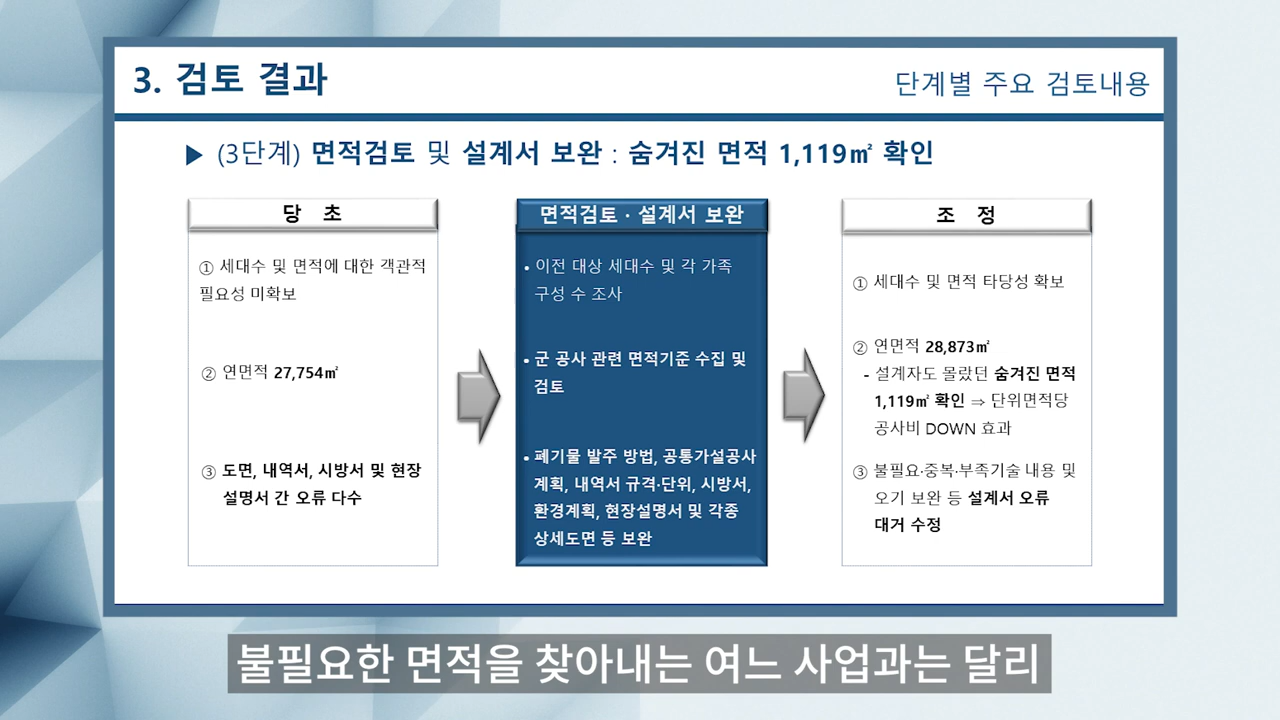 3. 검토 결과
단계별 주요 검토내용
▶ (3단계) 면적검토 및 설계서 보완 : 숨겨진 면적 1,119㎡ 확인
당 초
① 세대수 및 면적에 대한 객관적
필요성 미확보
② 연면적 27,754㎡
③ 도면, 내역서, 시방서 및 현장
설명서 간 오류 다수
면적검토 · 설계서 보완
• 이전 대상 세대수 및 각 가족
구성 수 조사
• 군 공사 관련 면적기준 수집 및
검토
• 폐기물 발주 방법, 공통가설공사
계획, 내역서 규격·단위, 시방서,
환경계획, 현장설명서 및 각종
상세도면 등 보완
조 정
① 세대수 및 면적 타당성 확보
② 연면적 28,873㎡
- 설계자도 몰랐던 숨겨진 면적
1,119㎡ 확인 ⇒ 단위면적당
공사비 DOWN 효과
③ 불필요·중복·부족기술 내용 및
오기 보완 등 설계서 오류
대거 수정
불필요한 면적을 찾아내는 여느 사업과는 달리